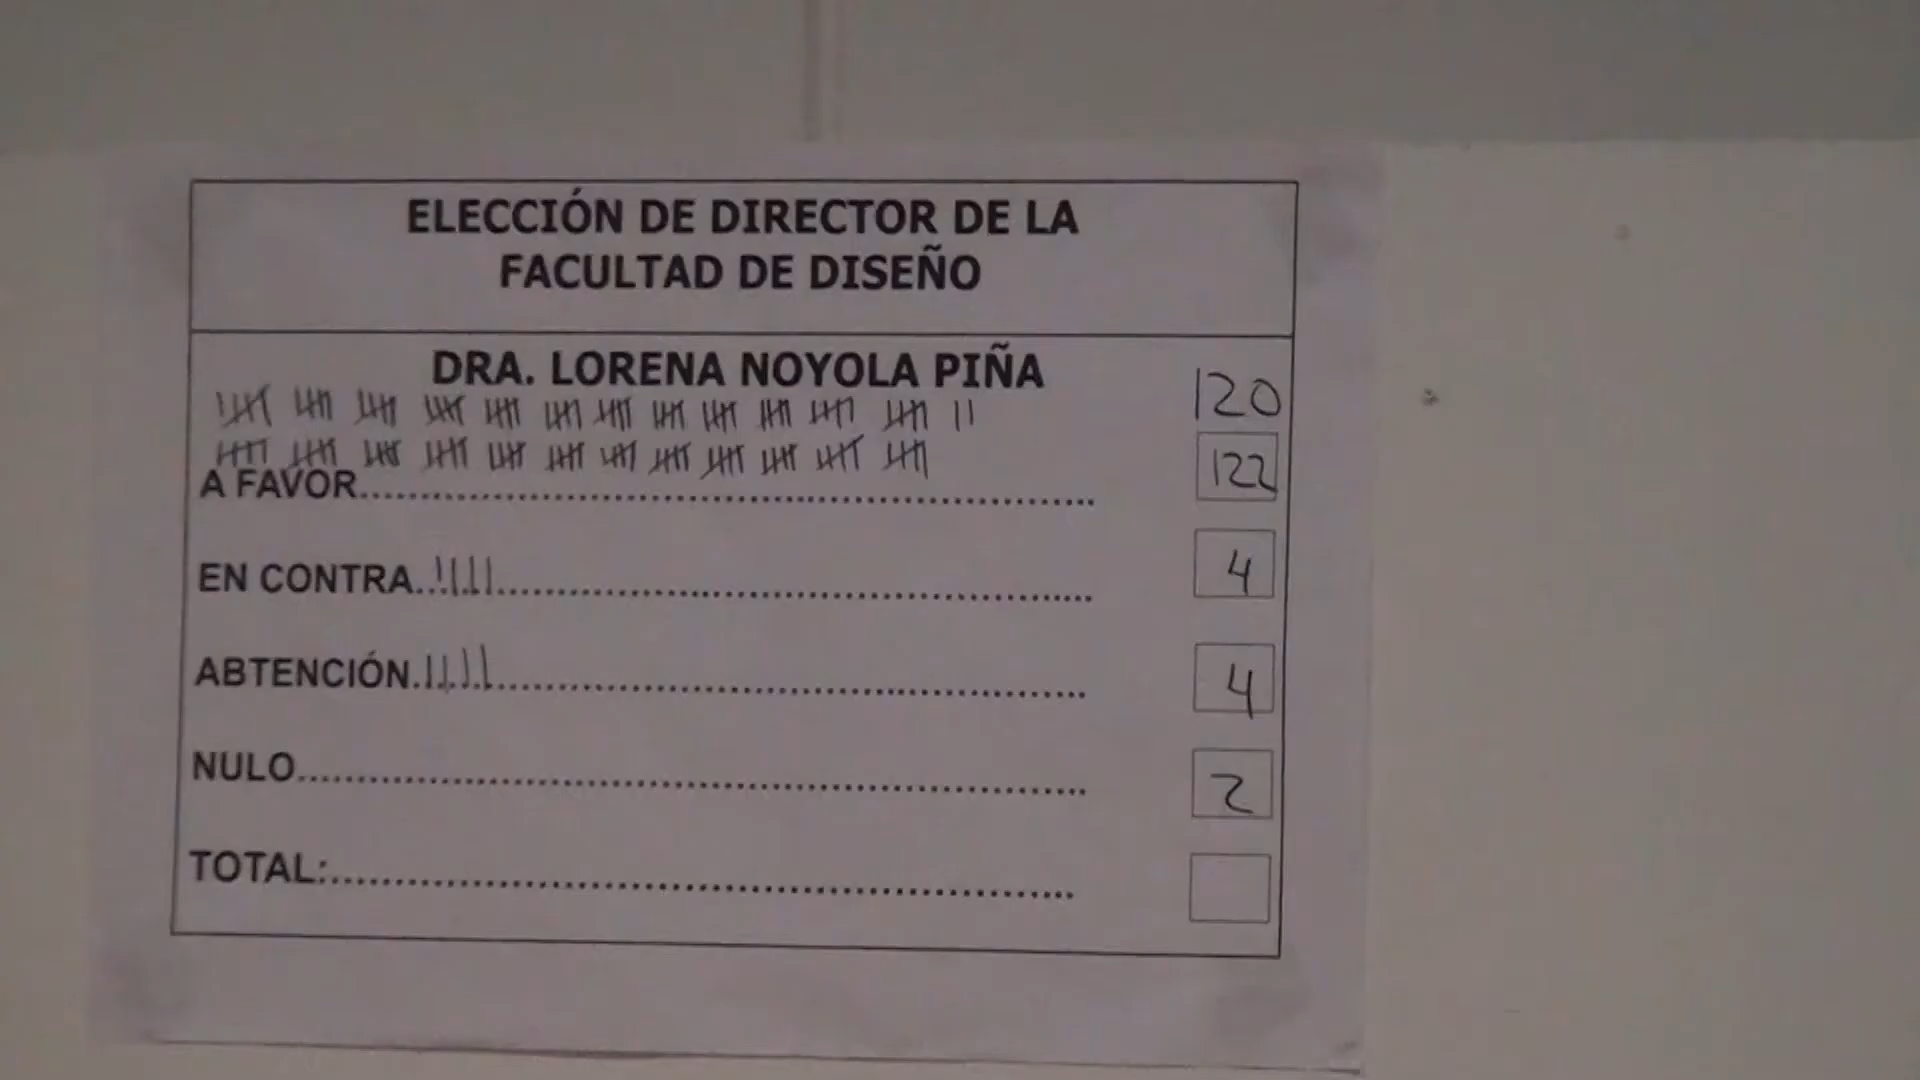 ELECCIÓN DE DIRECTOR DE LA
FACULTAD DE DISEÑO
DRA. LORENA NOYOLA PIÑA
120
A FAVOR
122
EN CONTRA
4
ABTENCIÓN
4
NULO
2
TOTAL: